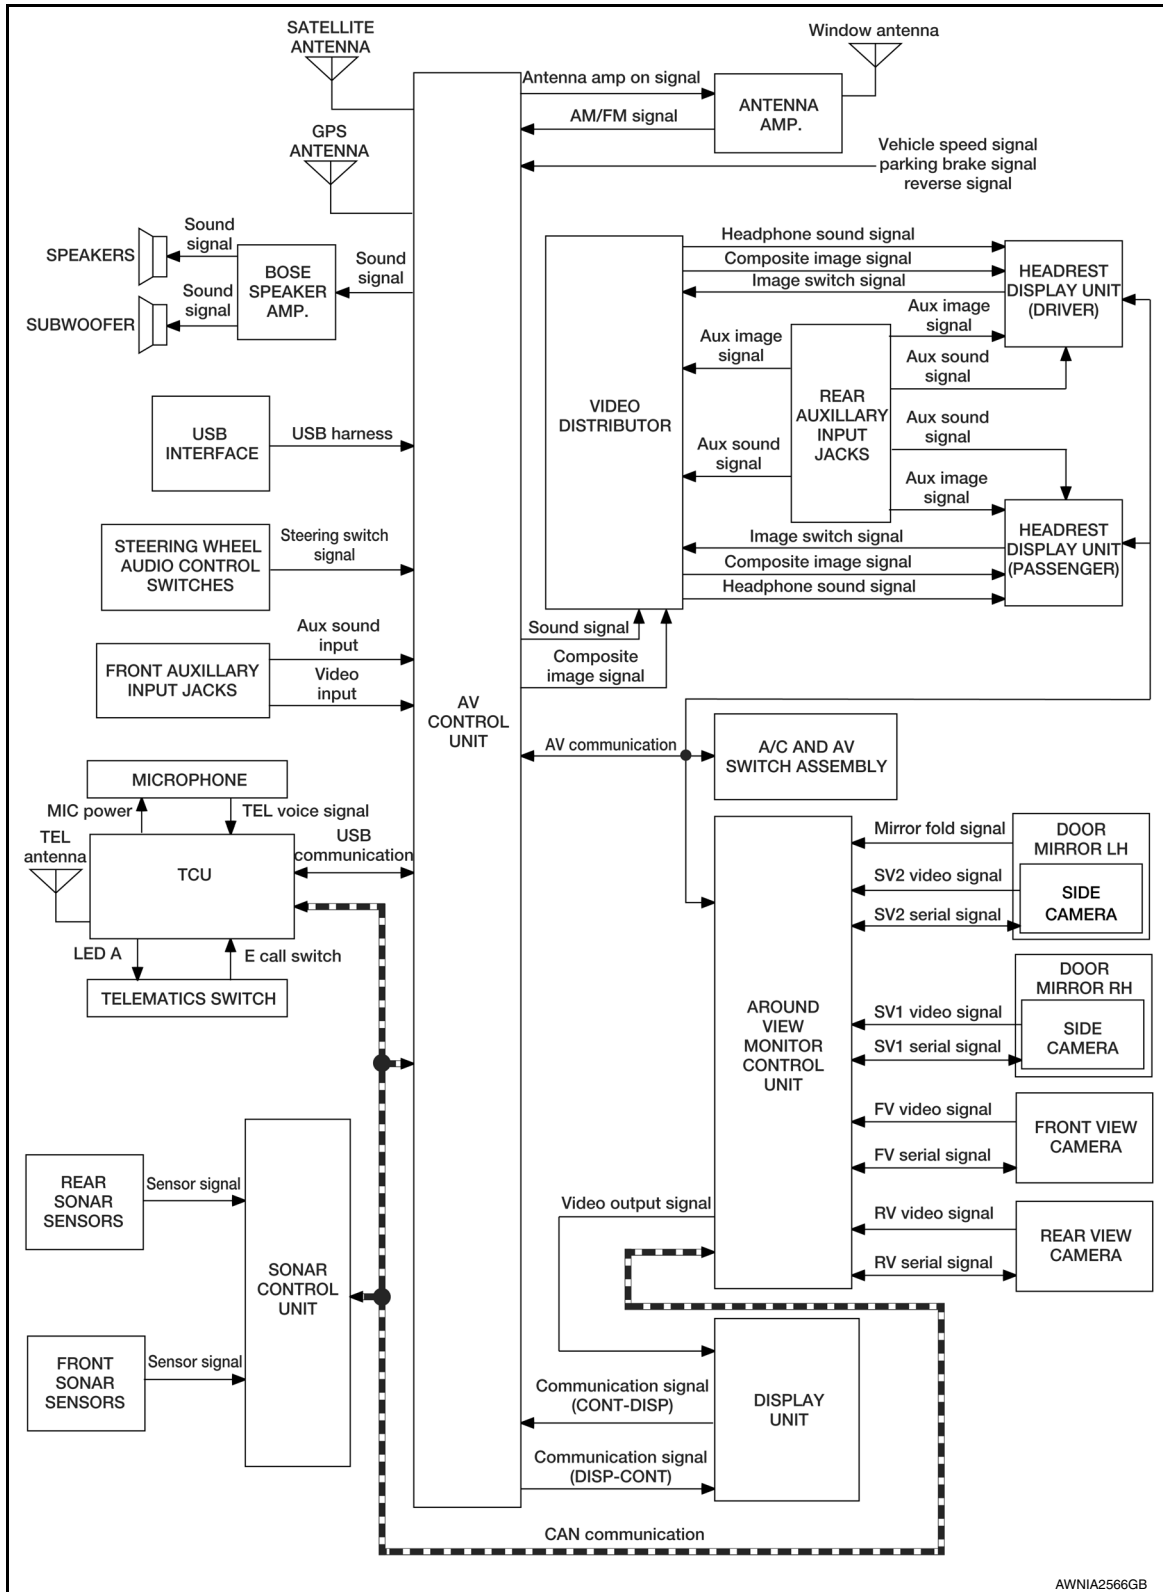 SATELLITE
ANTENNA
Window antenna
Antenna amp on signal
ANTENNA
AMP.
AM/FM signal
GPS
ANTENNA
Vehicle speed signal
parking brake signal
reverse signal
SPEAKERS
Sound
signal
BOSE
SPEAKER
AMP.
Sound
signal
SUBWOOFER
Sound
signal
Headphone sound signal
Composite image signal
Image switch signal
HEADREST
DISPLAY UNIT
(DRIVER)
Aux image
signal
Aux image
signal
Aux sound
signal
VIDEO
DISTRIBUTOR
REAR
AUXILLARY
INPUT
JACKS
Aux sound
signal
Aux sound
signal
Aux image
signal
Image switch signal
Composite image signal
Headphone sound signal
HEADREST
DISPLAY UNIT
(PASSENGER)
USB
INTERFACE
USB harness
STEERING WHEEL
AUDIO CONTROL
SWITCHES
Steering switch
signal
FRONT AUXILLARY
INPUT JACKS
Aux sound
input
Video
input
Sound signal
Composite
image signal
AV
CONTROL
UNIT
AV communication
A/C AND AV
SWITCH ASSEMBLY
MICROPHONE
MIC power
TEL voice signal
TEL
antenna
TCU
USB
communication
LED A
E call switch
TELEMATICS SWITCH
Mirror fold signal
DOOR
MIRROR LH
SV2 video signal
SIDE
CAMERA
SV2 serial signal
DOOR
MIRROR RH
SV1 video signal
SIDE
CAMERA
SV1 serial signal
AROUND
VIEW
MONITOR
CONTROL
UNIT
FV video signal
FRONT VIEW
CAMERA
FV serial signal
RV video signal
REAR VIEW
CAMERA
RV serial signal
REAR
SONAR
SENSORS
Sensor signal
SONAR
CONTROL
UNIT
FRONT
SONAR
SENSORS
Sensor signal
Video output signal
Communication signal
(CONT-DISP)
DISPLAY
UNIT
Communication signal
(DISP-CONT)
CAN communication
AWNIA2566GB